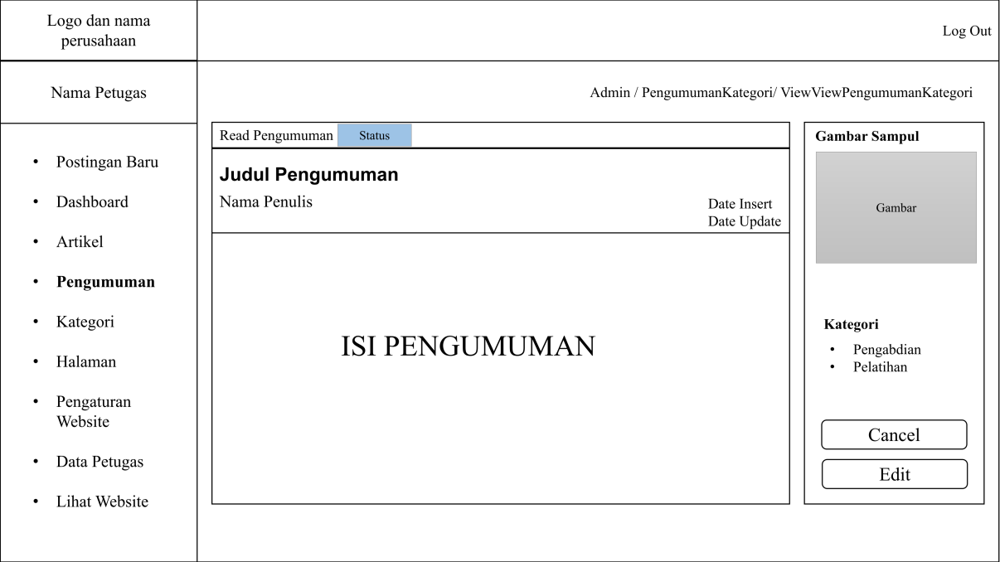 Logo dan nama
perusahaan
Log Out
Nama Petugas
Admin / PengumumanKategori/ ViewViewPengumumanKategori
• Postingan Baru
• Dashboard
• Artikel
• Pengumuman
• Kategori
• Halaman
• Pengaturan
Website
• Data Petugas
• Lihat Website
Read Pengumuman Status
Judul Pengumuman
Nama Penulis
Date Insert
Date Update
ISI PENGUMUMAN
Gambar Sampul
Gambar
Kategori
• Pengabdian
• Pelatihan
Cancel
Edit